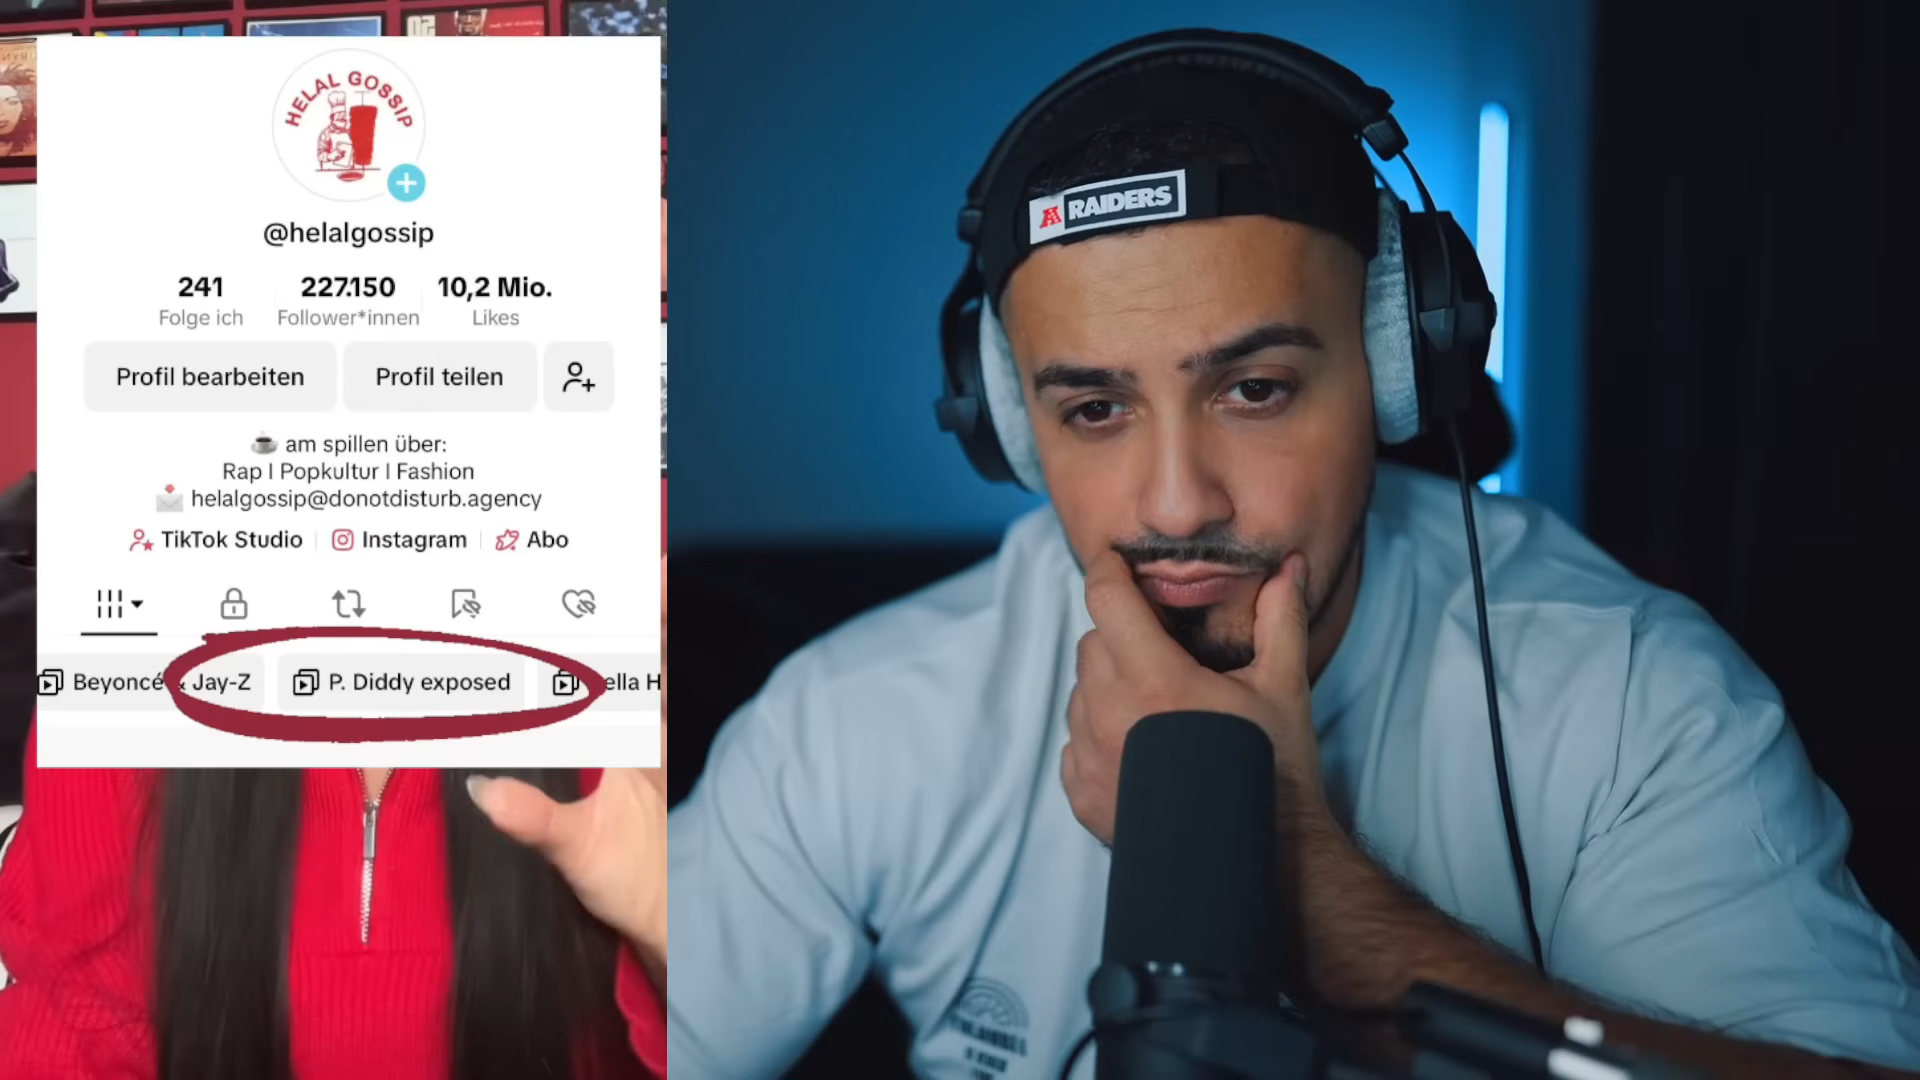 HELAL GOSSIP
@helalgossip
241 227.150 10,2 Mio.
Folge ich Follower*innen Likes
Profil bearbeiten Profil teilen
am spillen über:
Rap | Popkultur | Fashion
helalgossip@donotdisturb.agency
TikTok Studio Instagram Abo
Beyoncé & Jay-Z P. Diddy exposed ella H
RAIDERS